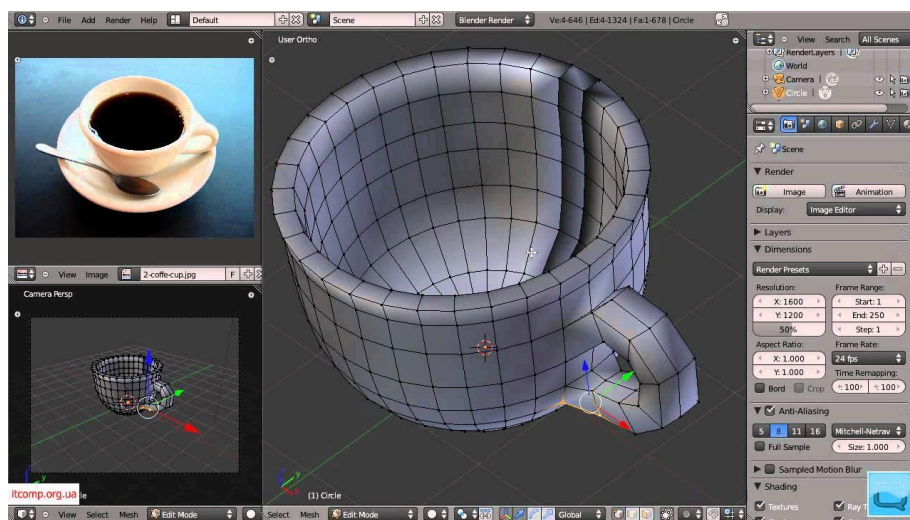 File Add Render Help Default Scene Blender Render Ve:4-646 | Ed:4-1324 | Fa:1-678 | Circle
User Ortho
View Search All Scenes
RenderLayers
World
Camera
Circle
Scene
Render
Image Animation
Display: Image Editor
Layers
Dimensions
Render Presets
Resolution: Frame Range:
X: 1600 Start: 1
Y: 1200 End: 250
50% Step: 1
Aspect Ratio: Frame Rate:
X: 1.000 24 fps
Y: 1.000 Time Remapping:
Bord Crop 100 100
Anti-Aliasing
5 8 11 16 Mitchell-Netrav
Full Sample Size: 1.000
Sampled Motion Blur
Shading
Textures Ray
View Image 2-coffe-cup.jpg F
Camera Persp
itcomp.org.ua
(1) Circle
View Select Mesh Edit Mode
Select Mesh Edit Mode Global